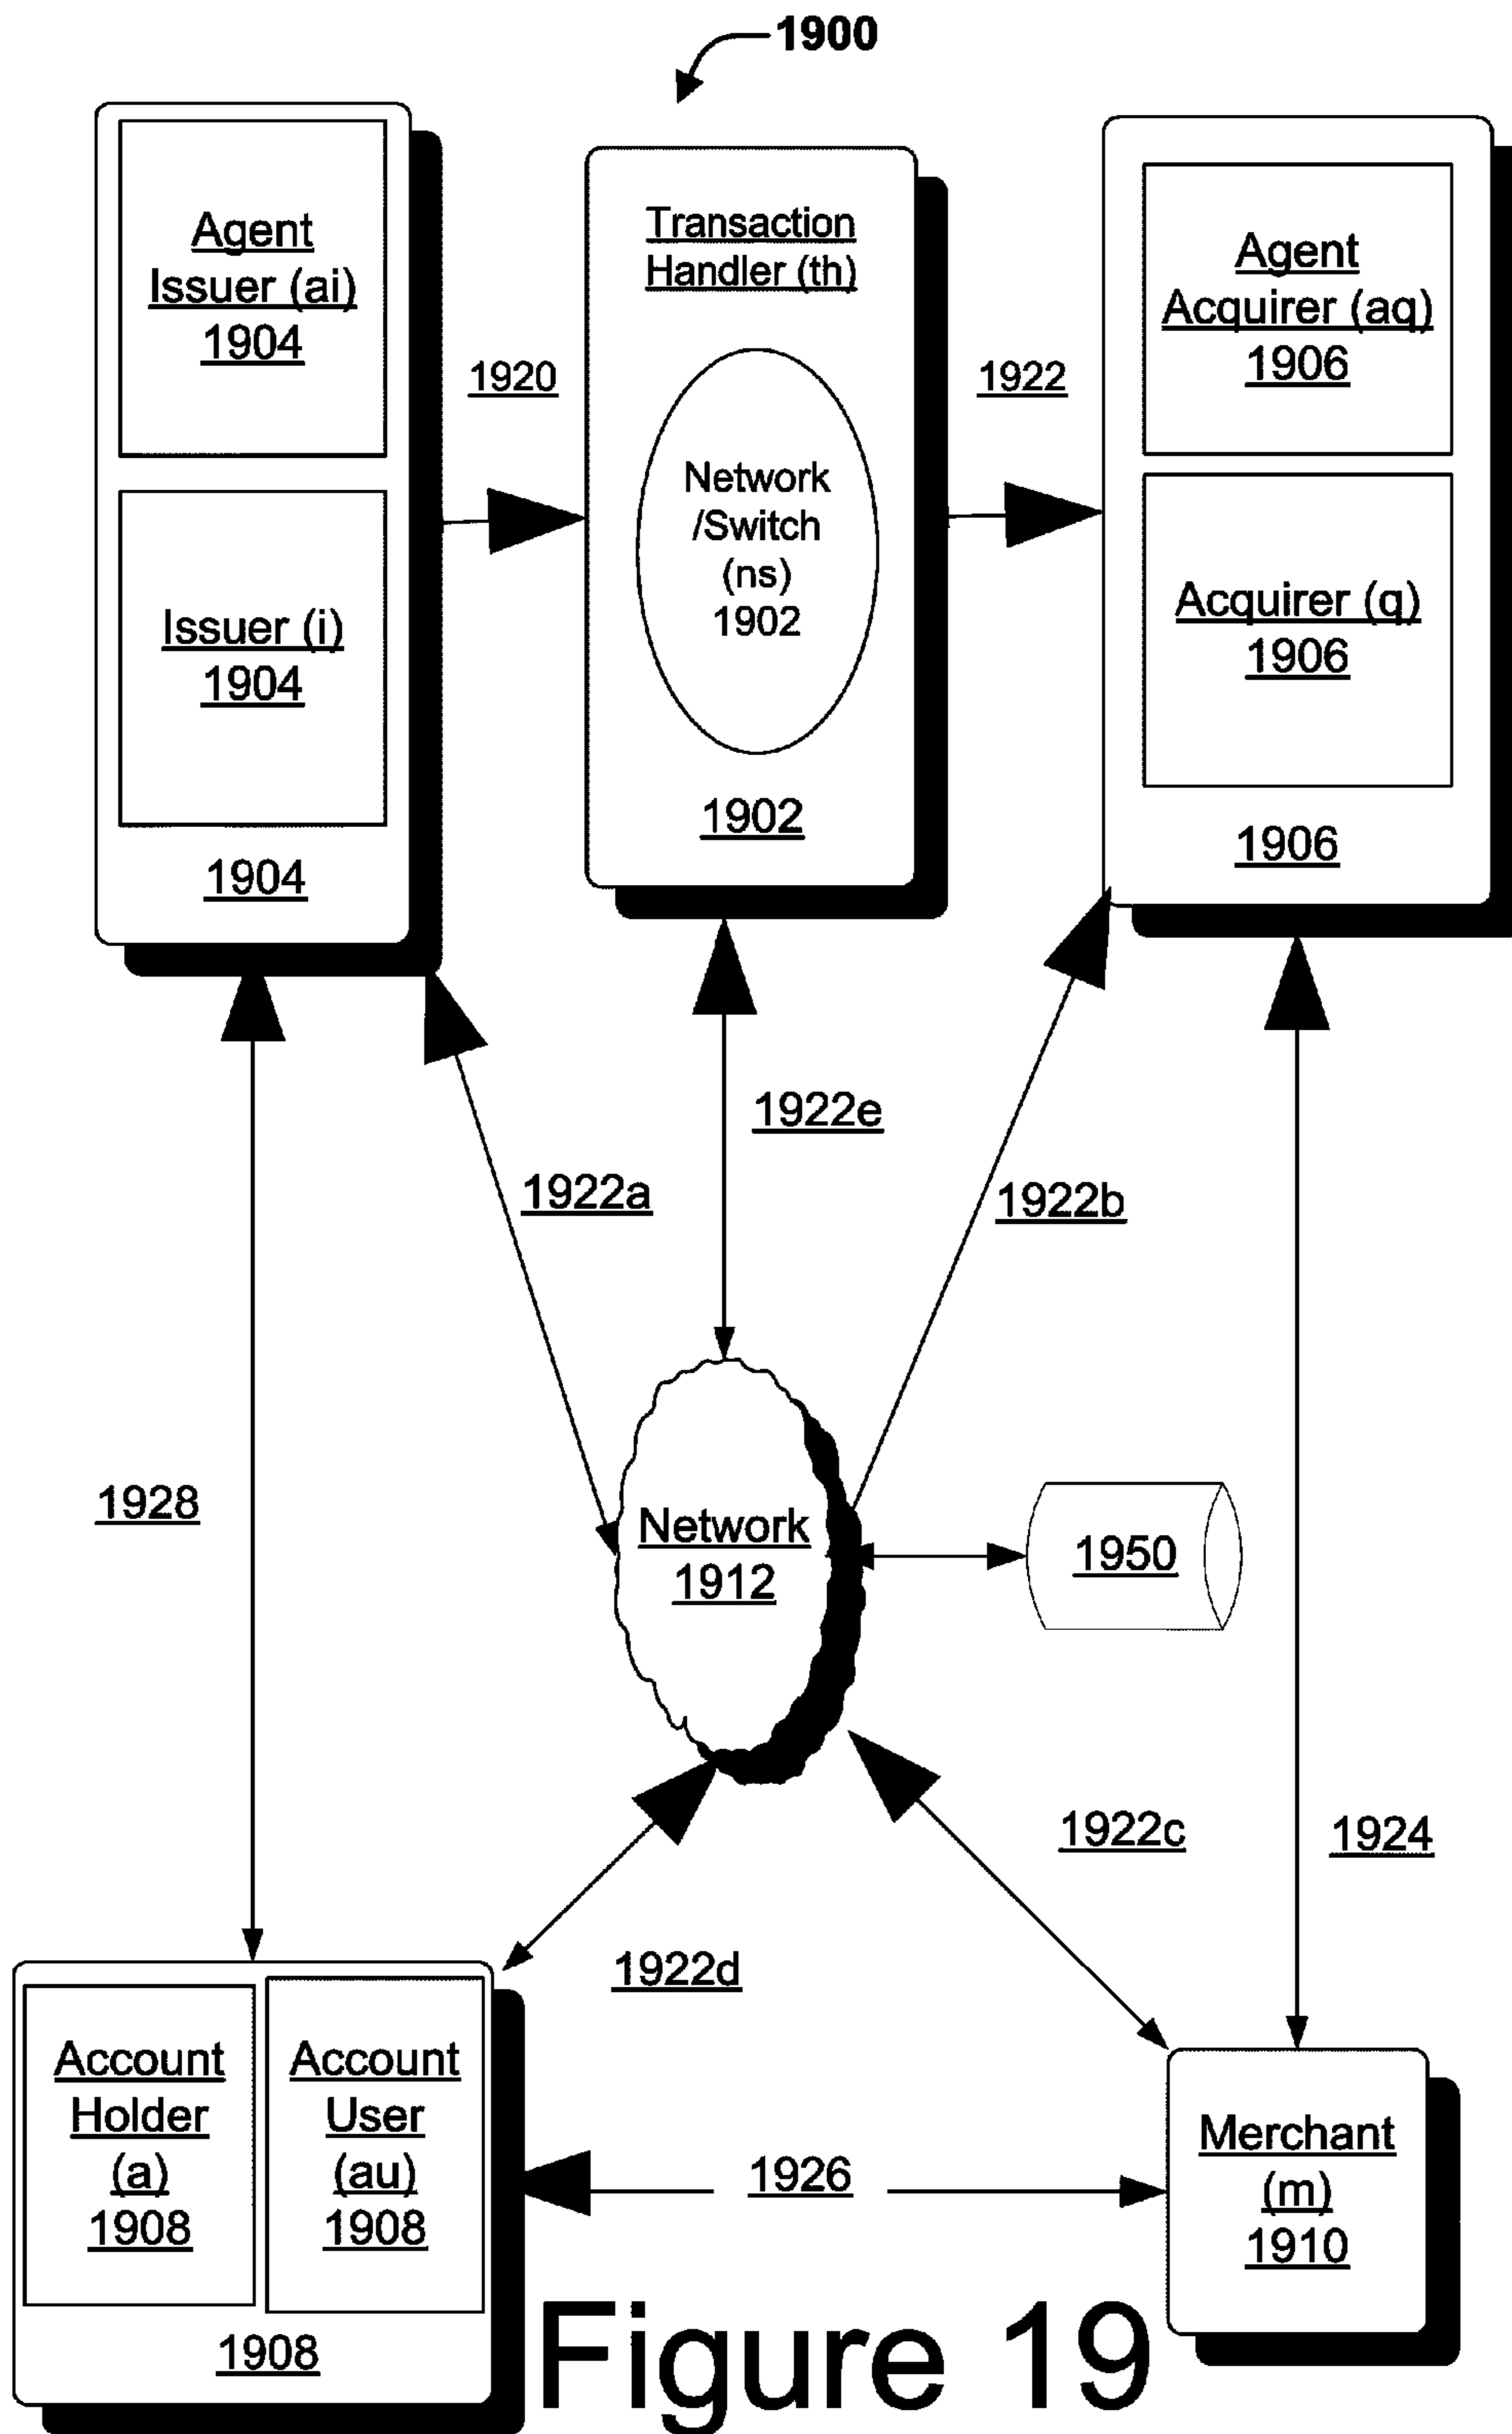 1900
Agent
Issuer (ai)
1904
Issuer (i)
1904
1904
1920
Transaction
Handler (th)
Network
/Switch
(ns)
1902
1902
1922
Agent
Acquirer (aq)
1906
Acquirer (q)
1906
1906
1922e
1922a
1922b
1928
Network
1912
1950
1922c
1924
1922d
Account
Holder
(a)
1908
Account
User
(au)
1908
1908
1926
Merchant
(m)
1910
Figure 19